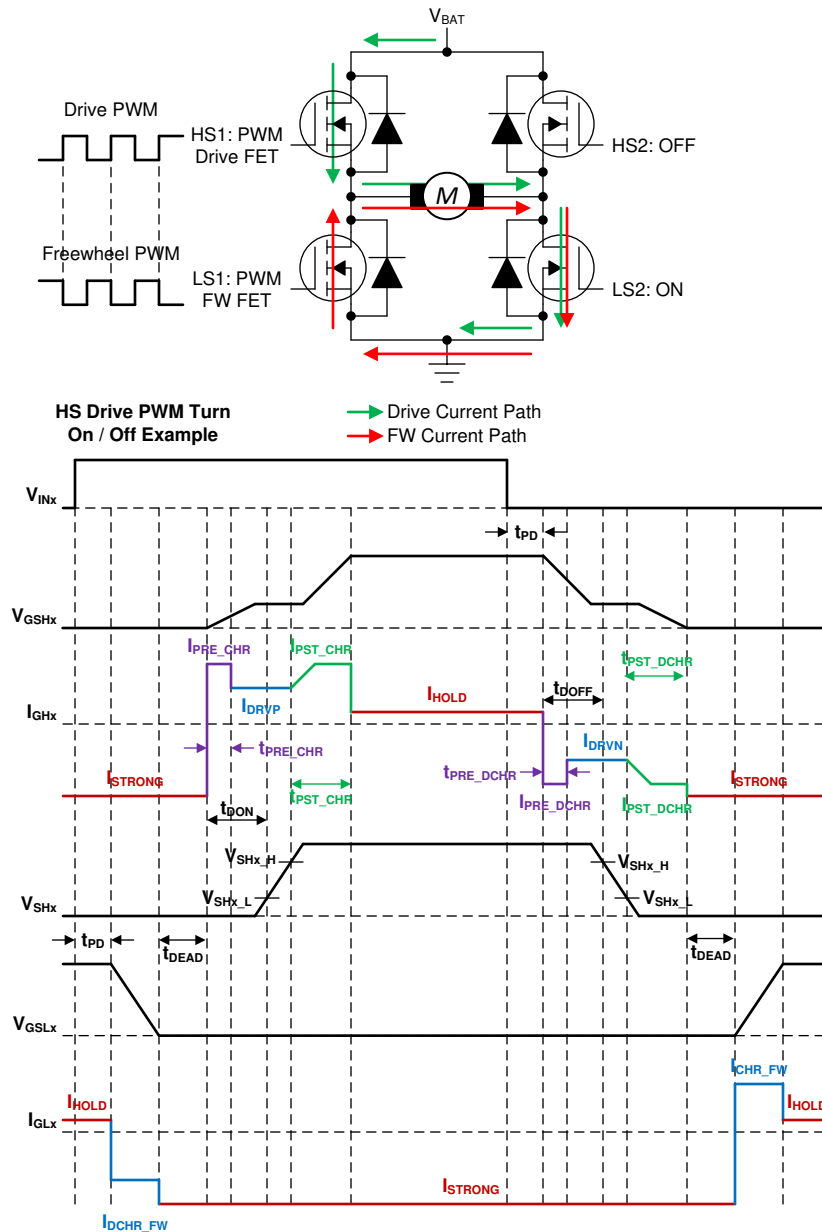 VBAT
Drive PWM
HS1: PWM
Drive FET
HS2: OFF
M
Freewheel PWM
LS1: PWM
FW FET
LS2: ON
HS Drive PWM Turn
On / Off Example
Drive Current Path
FW Current Path
VINx
tPD
VGSHx
IPRE_CHR
IPST_CHR
tPST_DCHR
IHOLD
tDOFF
IDRVP
IDRVN
IGHx
tPRE_CHR
tPRE_DCHR
ISTRONG
ISTRONG
tPST_CHR
IPRE_DCHR
IPST_DCHR
tDON
VSHx_H
VSHx_H
VSHx_L
VSHx_L
VSHx
tPD
tDEAD
tDEAD
VGSLx
ICHR_FW
IHOLD
IHOLD
IGLx
ISTRONG
IDCHR_FW